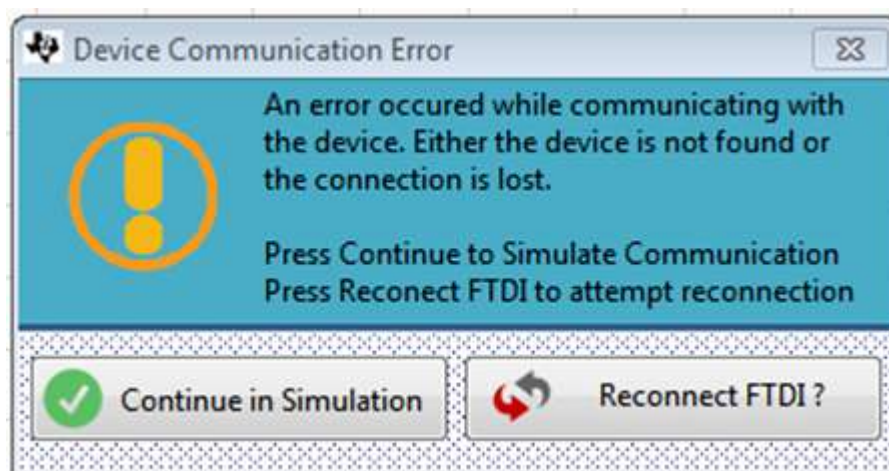 Device Communication Error
An error occured while communicating with
the device. Either the device is not found or
the connection is lost.
Press Continue to Simulate Communication
Press Reconect FTDI to attempt reconnection
Continue in Simulation
Reconnect FTDI ?